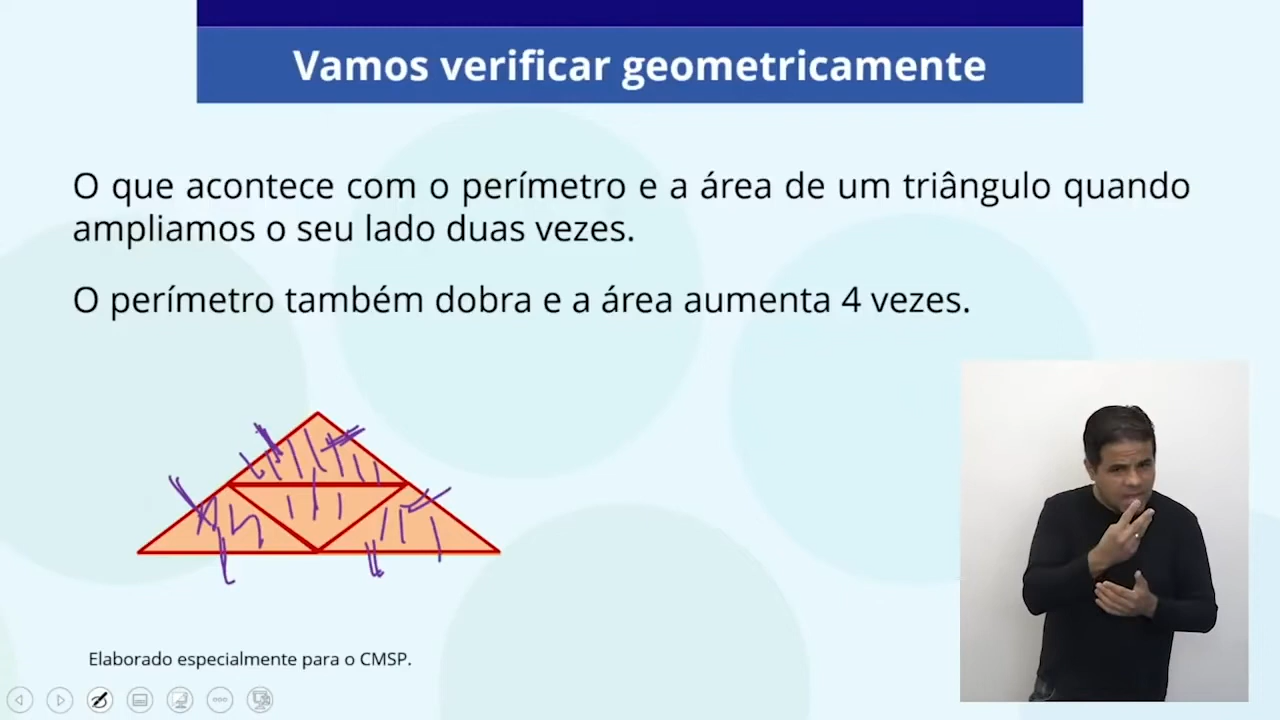 Vamos verificar geometricamente
O que acontece com o perímetro e a área de um triângulo quando
ampliamos o seu lado duas vezes.
O perímetro também dobra e a área aumenta 4 vezes.
Elaborado especialmente para o CMSP.